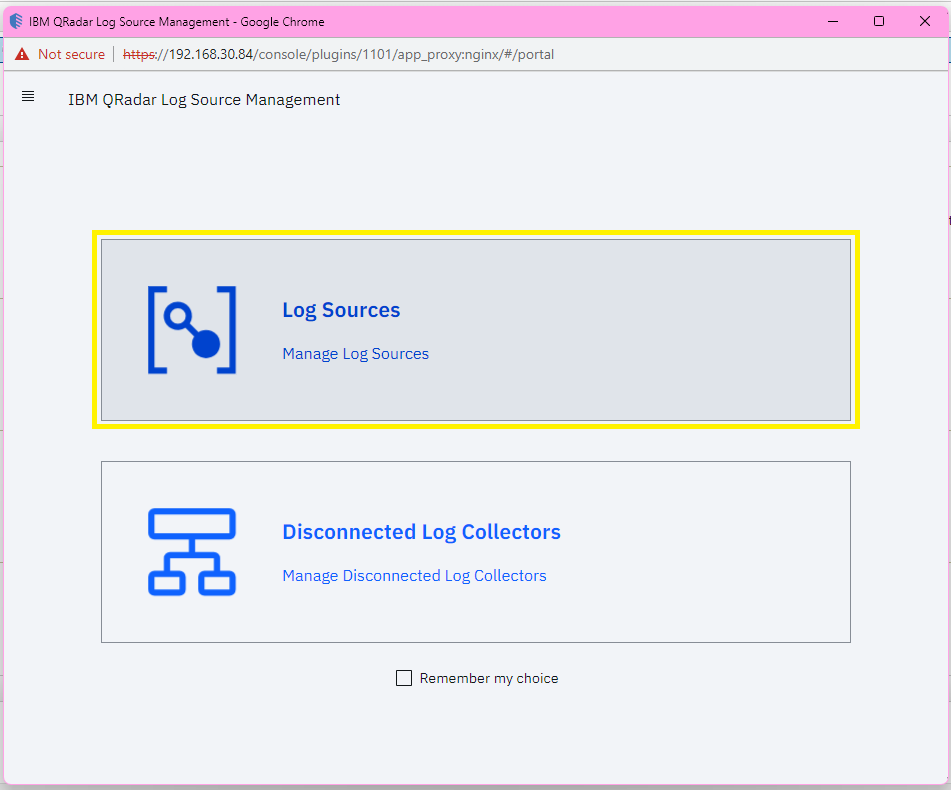 IBM QRadar Log Source Management - Google Chrome
Not secure https://192.168.30.84/console/plugins/1101/app_proxy:nginx/#/portal
IBM QRadar Log Source Management
Log Sources
Manage Log Sources
Disconnected Log Collectors
Manage Disconnected Log Collectors
Remember my choice